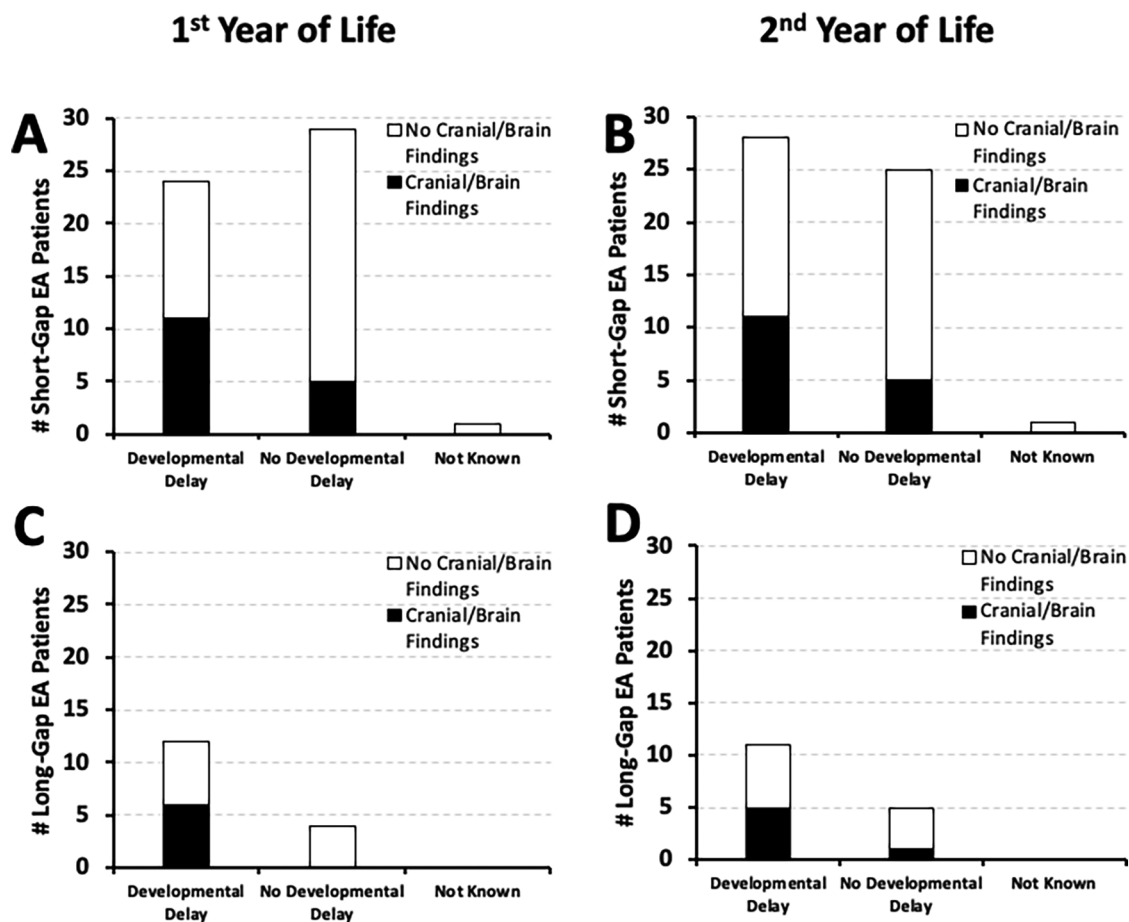 1st Year of Life
2nd Year of Life
A
# Short-Gap EA Patients
30
25
20
15
10
5
0
No Cranial/Brain
Findings
Cranial/Brain
Findings
Developmental
Delay
No Developmental
Delay
Not Known
B
# Short-Gap EA Patients
30
25
20
15
10
5
0
No Cranial/Brain
Findings
Cranial/Brain
Findings
Developmental
Delay
No Developmental
Delay
Not Known
C
# Long-Gap EA Patients
30
25
20
15
10
5
0
No Cranial/Brain
Findings
Cranial/Brain
Findings
Developmental
Delay
No Developmental
Delay
Not Known
D
# Long-Gap EA Patients
30
25
20
15
10
5
0
No Cranial/Brain
Findings
Cranial/Brain
Findings
Developmental
Delay
No Developmental
Delay
Not Known